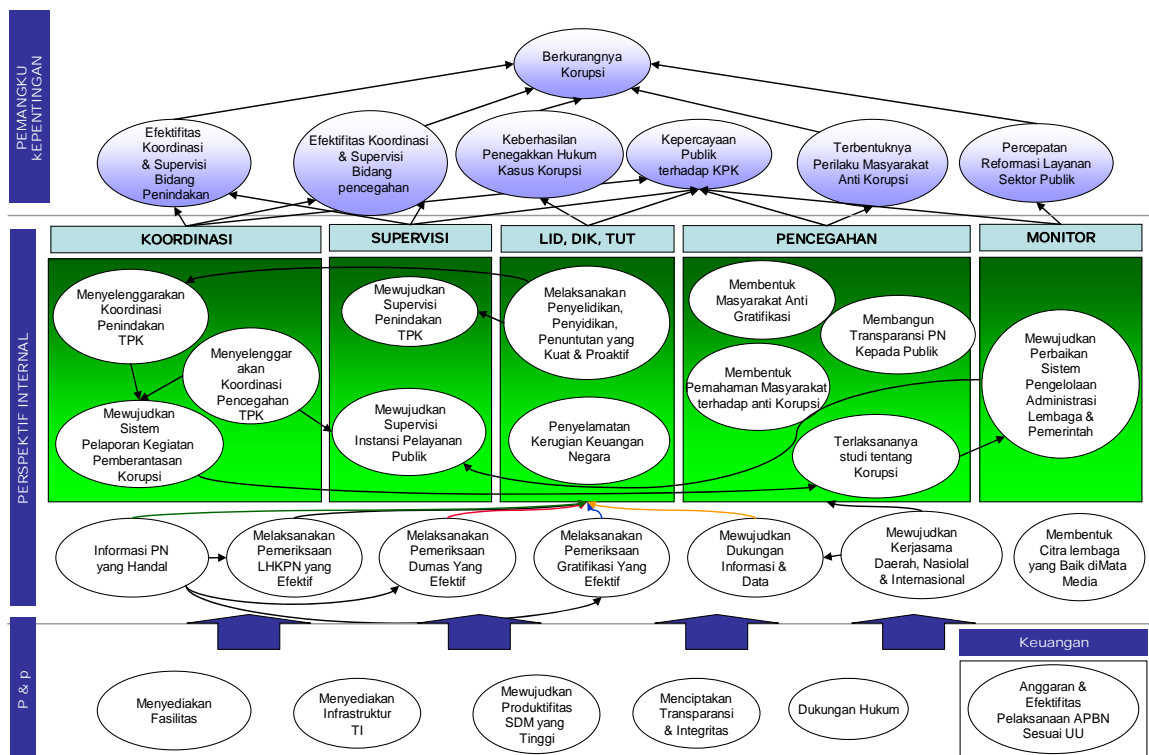 PEMANGKU
KEPENTINGAN
Berkurangnya
Korupsi
Efektifitas
Koordinasi
& Supervisi
Bidang
Penindakan
Efektifitas Koordinasi
& Supervisi
Bidang
pencegahan
Keberhasilan
Penegakkan Hukum
Kasus Korupsi
Kepercayaan
Publik
terhadap KPK
Terbentuknya
Perilaku Masyarakat
Anti Korupsi
Percepatan
Reformasi Layanan
Sektor Publik
PERSPEKTIF INTERNAL
KOORDINASI
SUPERVISI
LID, DIK, TUT
PENCEGAHAN
MONITOR
Menyelenggarakan
Koordinasi
Penindakan
TPK
Menyelenggar
akan
Koordinasi
Pencegahan
TPK
Mewujudkan
Sistem
Pelaporan Kegiatan
Pemberantasan
Korupsi
Mewujudkan
Supervisi
Penindakan
TPK
Mewujudkan
Supervisi
Instansi Pelayanan
Publik
Melaksanakan
Penyelidikan,
Penyidikan,
Penuntutan yang
Kuat & Proaktif
Penyelamatan
Kerugian Keuangan
Negara
Membentuk
Masyarakat Anti
Gratifikasi
Membangun
Transparansi PN
Kepada Publik
Membentuk
Pemahaman Masyarakat
terhadap anti Korupsi
Terlaksananya
studi tentang
Korupsi
Mewujudkan
Perbaikan
Sistem
Pengelolaan
Administrasi
Lembaga &
Pemerintah
Informasi PN
yang Handal
Melaksanakan
Pemeriksaan
LHKPN yang
Efektif
Melaksanakan
Pemeriksaan
Dumas Yang
Efektif
Melaksanakan
Pemeriksaan
Gratifikasi Yang
Efektif
Mewujudkan
Dukungan
Informasi &
Data
Mewujudkan
Kerjasama
Daerah, Nasiolal
& Internasional
Membentuk
Citra lembaga
yang Baik diMata
Media
P & p
Menyediakan
Fasilitas
Menyediakan
Infrastruktur
TI
Mewujudkan
Produktifitas
SDM yang
Tinggi
Menciptakan
Transparansi
& Integritas
Dukungan Hukum
Keuangan
Anggaran &
Efektifitas
Pelaksanaan APBN
Sesuai UU